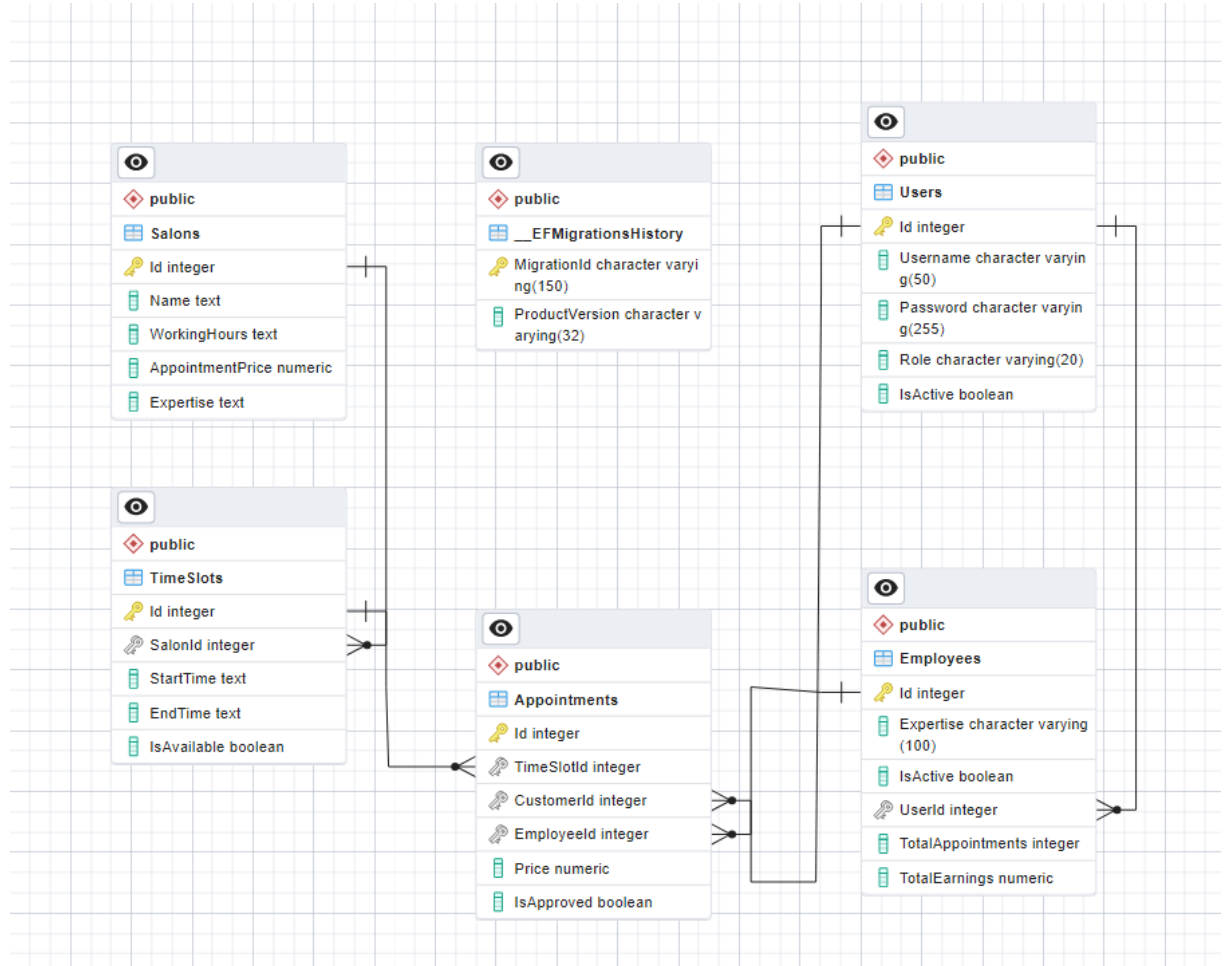 public
Salons
Id integer
Name text
WorkingHours text
AppointmentPrice numeric
Expertise text
public
__EFMigrationsHistory
MigrationId character varyi
ng(150)
ProductVersion character v
arying(32)
public
Users
Id integer
Username character varyin
g(50)
Password character varyin
g(255)
Role character varying(20)
IsActive boolean
public
TimeSlots
Id integer
SalonId integer
StartTime text
EndTime text
IsAvailable boolean
public
Appointments
Id integer
TimeSlotId integer
CustomerId integer
EmployeeId integer
Price numeric
IsApproved boolean
public
Employees
Id integer
Expertise character varying
(100)
IsActive boolean
UserId integer
TotalAppointments integer
TotalEarnings numeric